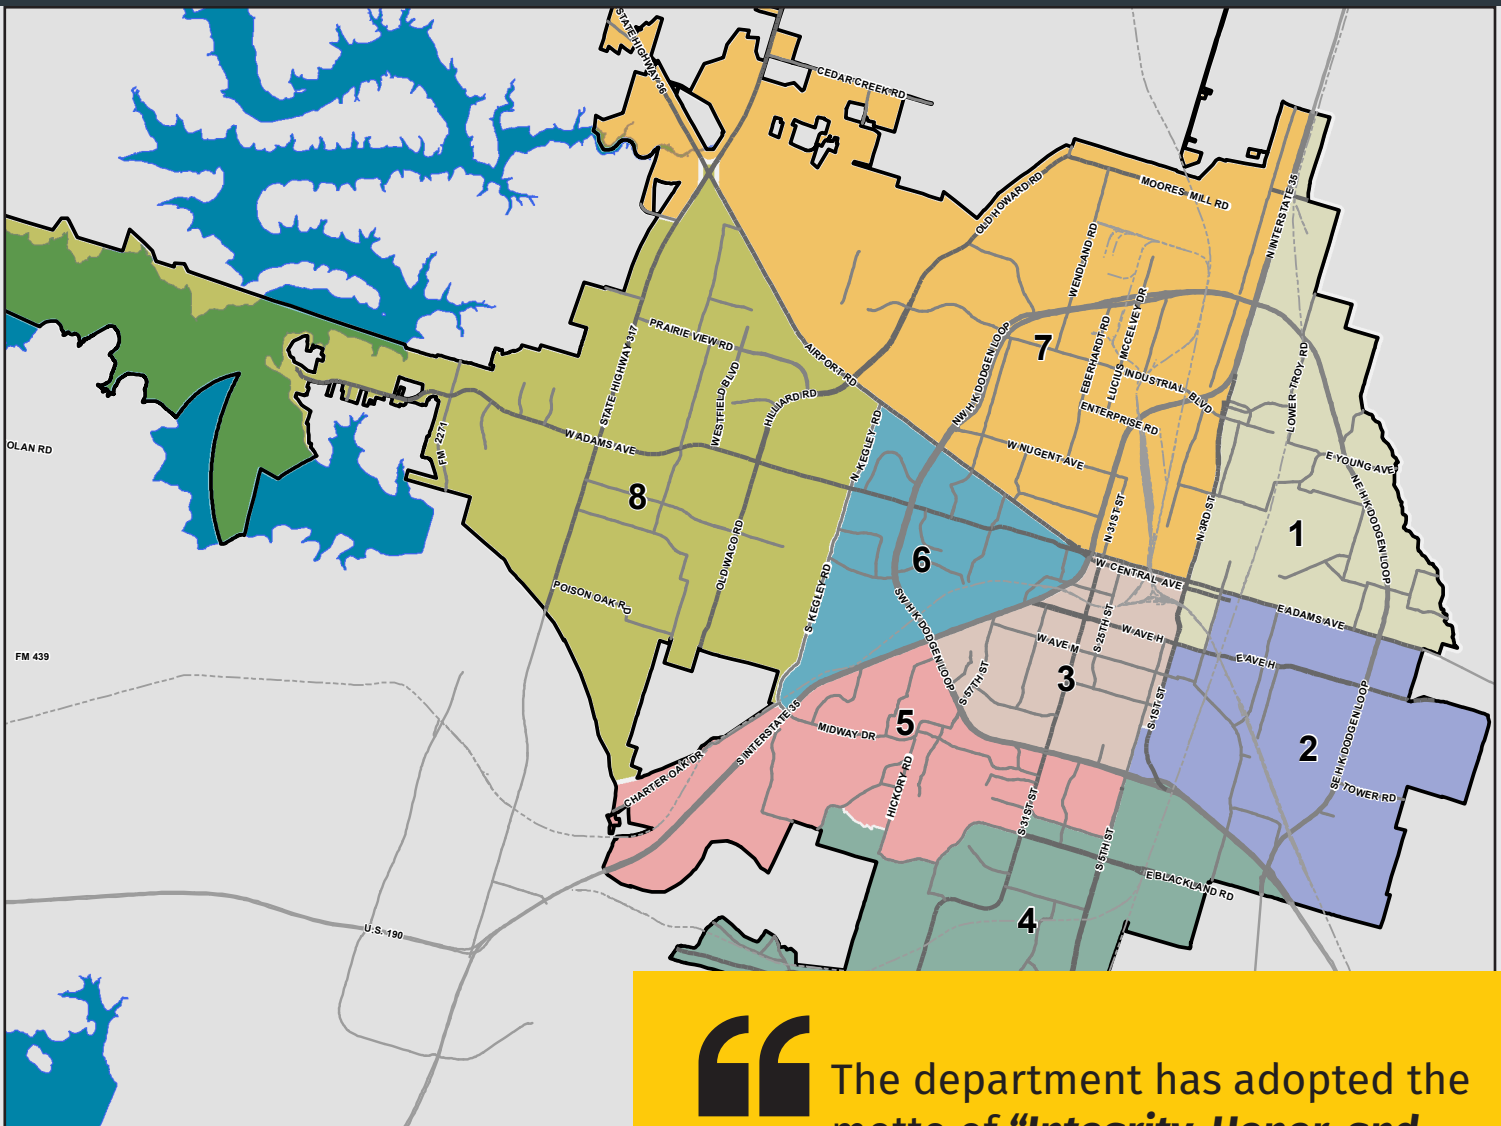 STATE HIGHWAY 36
CEDAR CREEK RD
MOORES MILL RD
OLD HOWARD RD
N INTERSTATE 35
WENDLAND RD
EBERHARDT RD
LUCIUS MCCELVEY DR
NW H K DODGEN LOOP
7
INDUSTRIAL BLVD
ENTERPRISE RD
LOWER TROY RD
PRAIRIE VIEW RD
STATE HIGHWAY 317
AIRPORT RD
WESTFIELD BLVD
HILLIARD RD
N KEGLEY RD
FM 2271
W ADAMS AVE
W NUGENT AVE
E YOUNG AVE
NE H K DODGEN LOOP
OLAN RD
8
N 31ST ST
N 3RD ST
1
OLD WACO RD
6
W CENTRAL AVE
POISON OAK RD
S KEGLEY RD
SW H K DODGEN LOOP
E ADAMS AVE
S 25TH ST
W AVE H
W AVE M
E AVE H
FM 439
S 57TH ST
3
S 1ST ST
5
MIDWAY DR
S INTERSTATE 35
2
SE H K DODGEN LOOP
CHARTER OAK DR
HICKORY RD
TOWER RD
S 31ST ST
S 5TH ST
E BLACKLAND RD
4
U.S. 190
“
The department has adopted the
motto of “Integrity, Honor, and